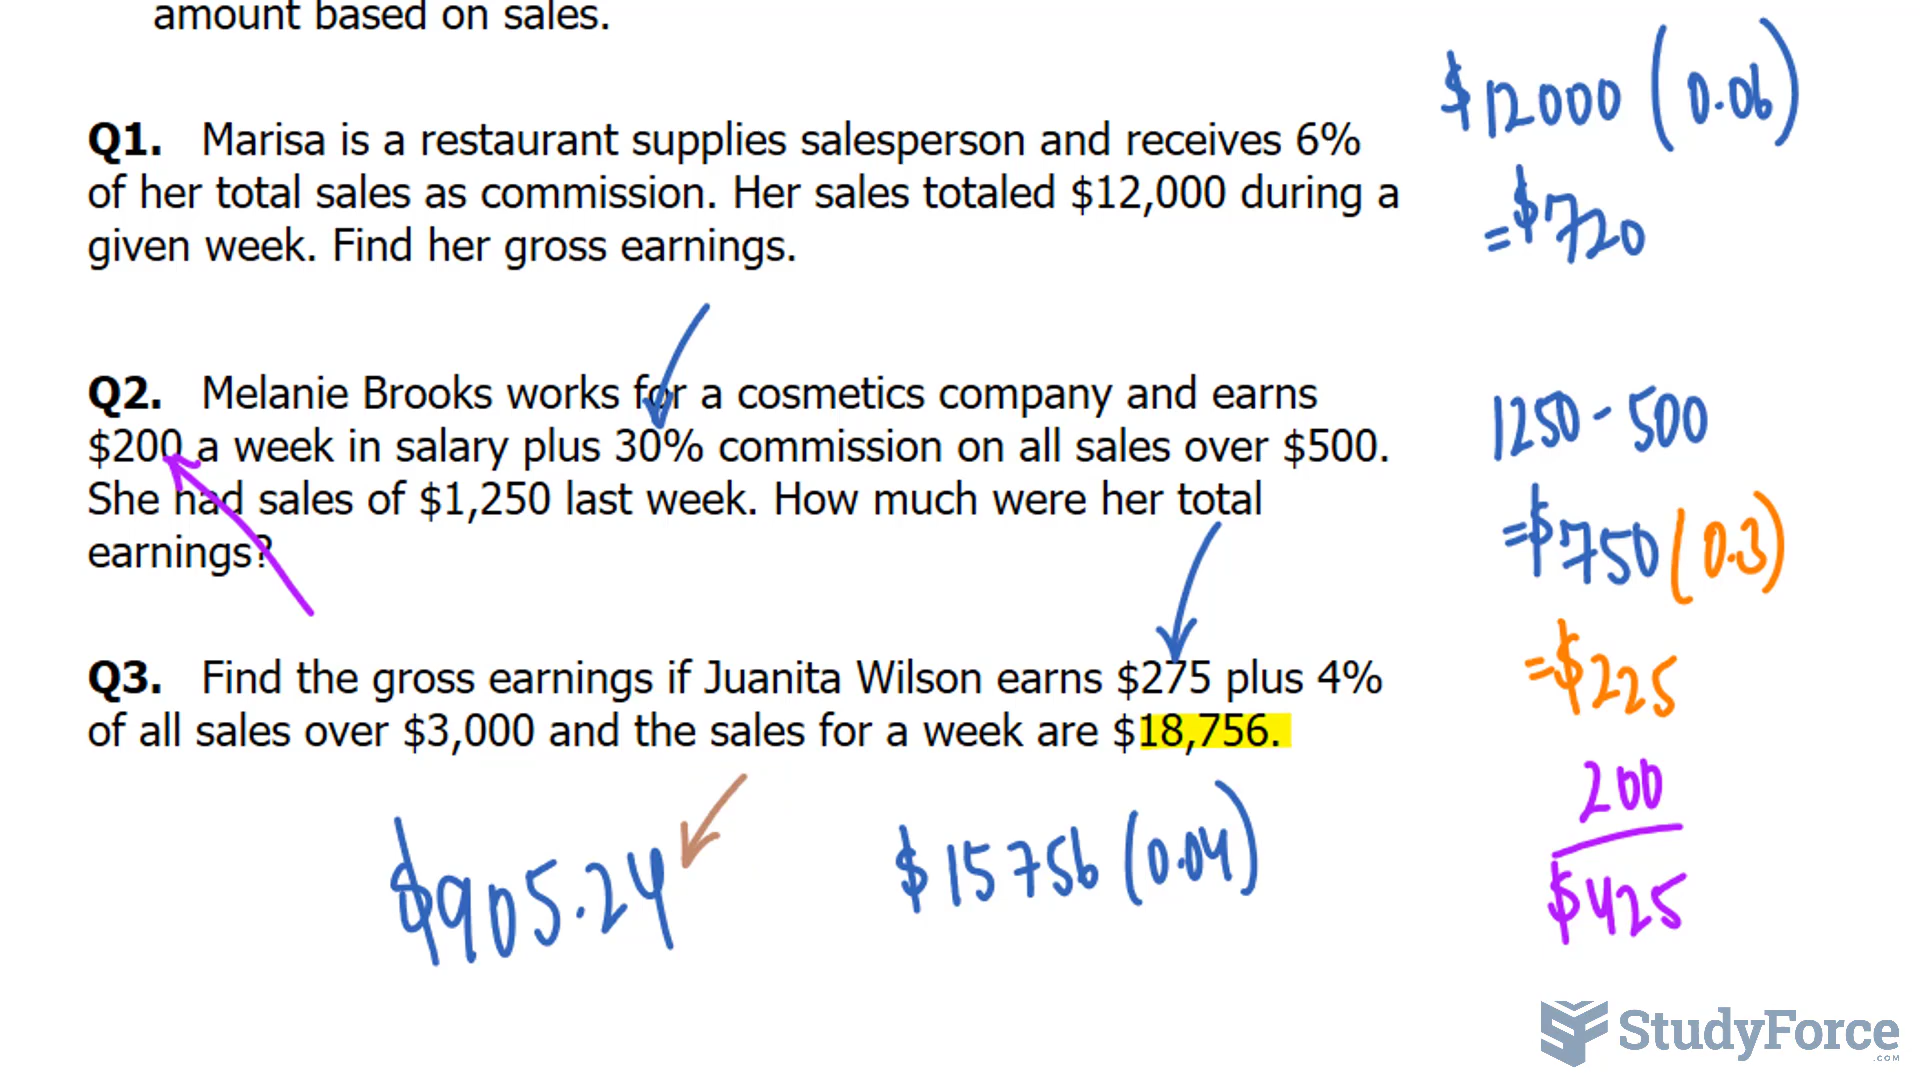 amount based on sales.
Q1. Marisa is a restaurant supplies salesperson and receives 6%
of her total sales as commission. Her sales totaled $12,000 during a
given week. Find her gross earnings.
$12000 (0.06)
=$720
Q2. Melanie Brooks works for a cosmetics company and earns
$200 a week in salary plus 30% commission on all sales over $500.
She had sales of $1,250 last week. How much were her total
earnings?
1250-500
=$750(0.3)
=$225
200
$425
Q3. Find the gross earnings if Juanita Wilson earns $275 plus 4%
of all sales over $3,000 and the sales for a week are $18,756.
$905.24
$15756(0.04)
StudyForce
.COM